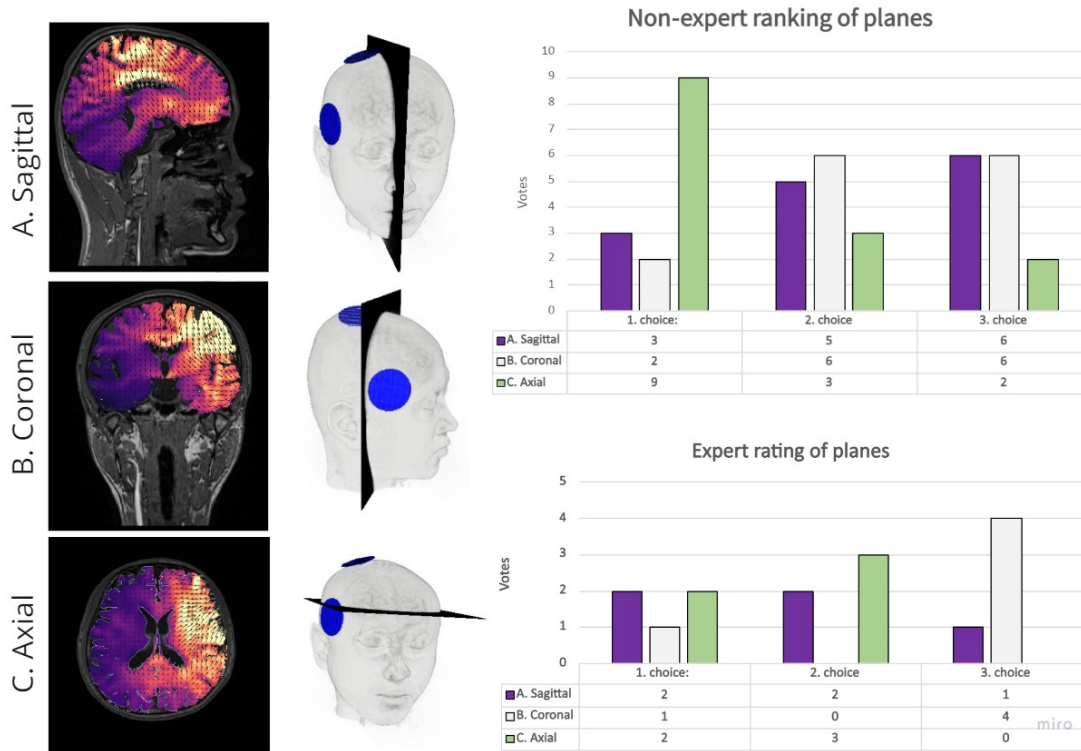 A. Sagittal
B. Coronal
C. Axial
Non-expert ranking of planes
10
9
8
7
6
5
4
3
2
1
0
Votes
1. choice: 2. choice 3. choice
A. Sagittal 3 5 6
B. Coronal 2 6 6
C. Axial 9 3 2
Expert rating of planes
5
4
3
2
1
0
Votes
1. choice: 2. choice 3. choice
A. Sagittal 2 2 1
B. Coronal 1 0 4
C. Axial 2 3 0
miro